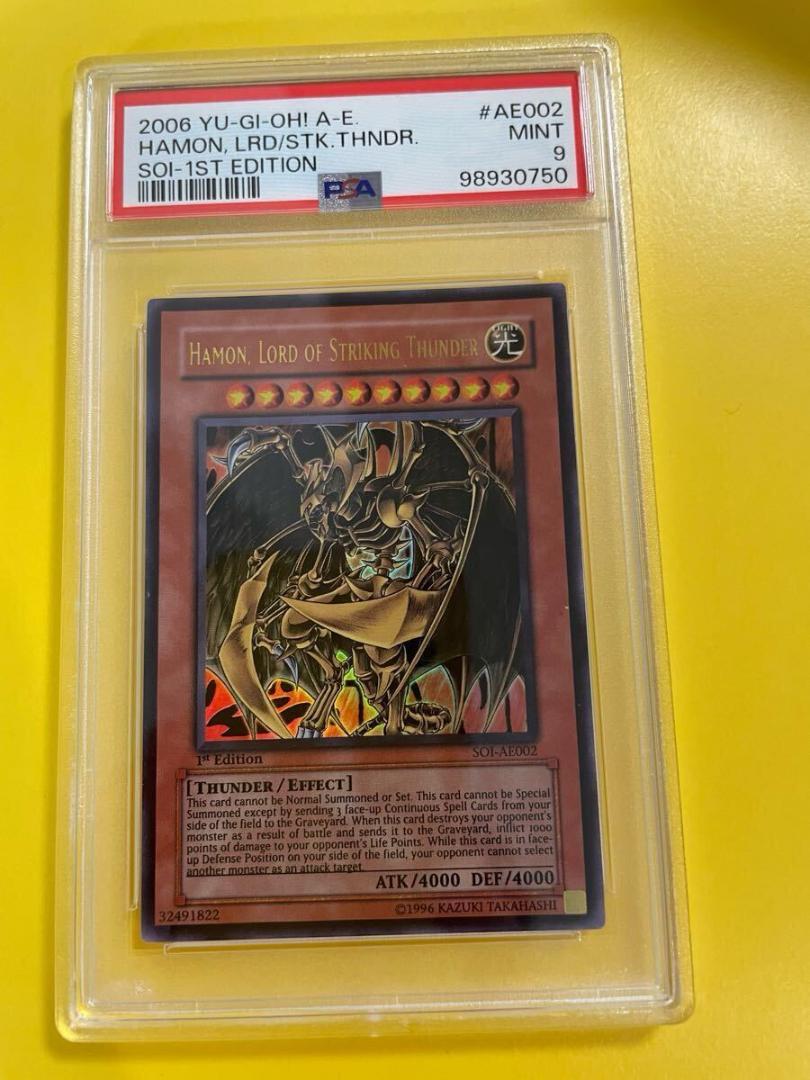 2006 YU-GI-OH! A-E. #AE002
HAMON, LRD/STK.THNDR. MINT
SOI-1ST EDITION 9
PSA 98930750
HAMON, LORD OF STRIKING THUNDER
LIGHT
光
1st Edition SOI-AE002
[THUNDER/EFFECT]
This card cannot be Normal Summoned or Set. This card cannot be Special
Summoned except by sending 3 face-up Continuous Spell Cards from your
side of the field to the Graveyard. When this card destroys your opponent's
monster as a result of battle and sends it to the Graveyard, inflict 1000
points of damage to your opponent's Life Points. While this card is in face-
up Defense Position on your side of the field, your opponent cannot select
another monster as an attack target.
ATK/4000 DEF/4000
32491822 ©1996 KAZUKI TAKAHASHI